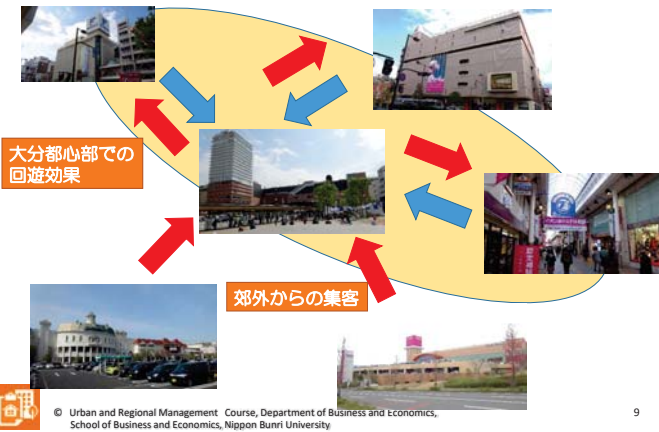 大分都心部での
回遊効果
郊外からの集客
© Urban and Regional Management Course, Department of Business and Economics,
School of Business and Economics, Nippon Bunri University
9